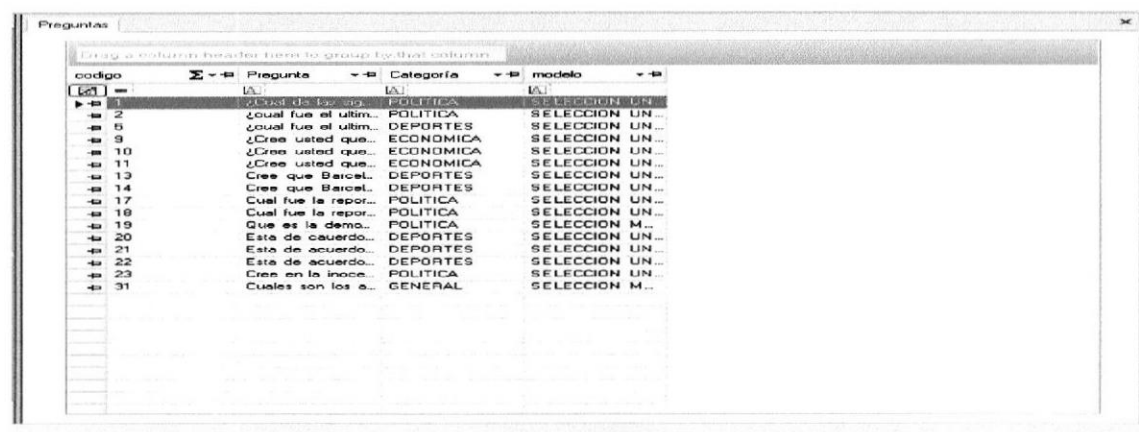 Preguntas
Drag a column header here to group by that column.
codigo Σ Pregunta Categoría modelo
1 ¿Cual de las sig... POLITICA SELECCION UN...
2 ¿cual fue el ultim... POLITICA SELECCION UN...
5 ¿cual fue el ultim... DEPORTES SELECCION UN...
9 ¿Cree usted que... ECONOMICA SELECCION UN...
10 ¿Cree usted que... ECONOMICA SELECCION UN...
11 ¿Cree usted que... ECONOMICA SELECCION UN...
13 Cree que Barcel... DEPORTES SELECCION UN...
14 Cree que Barcel... DEPORTES SELECCION UN...
17 Cual fue la repor... POLITICA SELECCION UN...
18 Cual fue la repor... POLITICA SELECCION UN...
19 Que es la demo... POLITICA SELECCION M...
20 Esta de cauerdo... DEPORTES SELECCION UN...
21 Esta de acuerdo... DEPORTES SELECCION UN...
22 Esta de acuerdo... DEPORTES SELECCION UN...
23 Cree en la inoce... POLITICA SELECCION UN...
31 Cuales son los a... GENERAL SELECCION M...